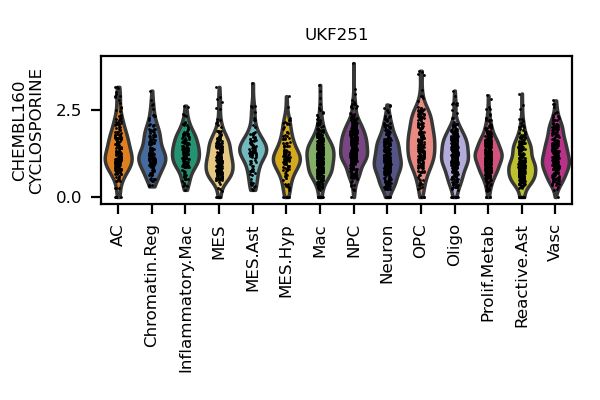 UKF251
CHEMBL160
CYCLOSPORINE
2.5
0.0
AC
Chromatin.Reg
Inflammatory.Mac
MES
MES.Ast
MES.Hyp
Mac
NPC
Neuron
OPC
Oligo
Prolif.Metab
Reactive.Ast
Vasc